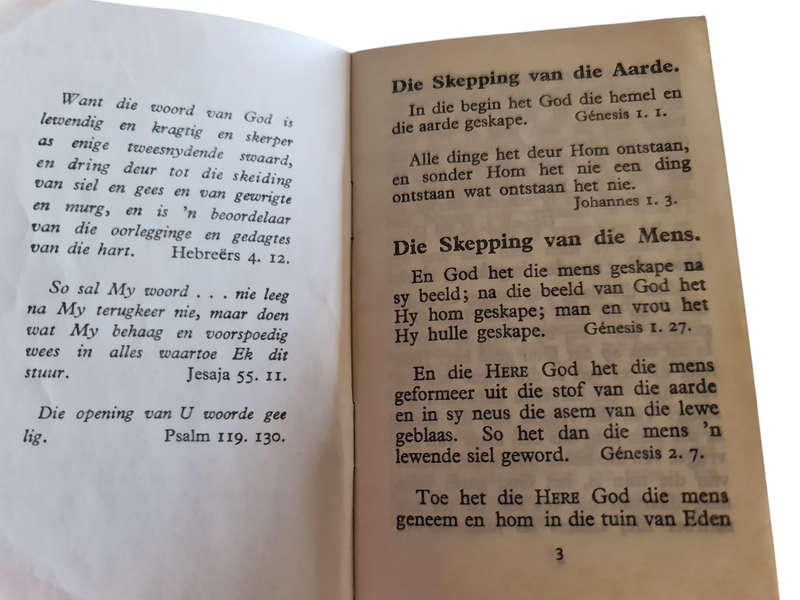 Want die woord van God is
lewendig en kragtig en skerper
as enige tweesnydende swaard,
en dring deur tot die skeiding
van siel en gees en van gewrigte
en murg, en is 'n beoordelaar
van die oorlegginge en gedagtes
van die hart. Hebreërs 4. 12.
So sal My woord . . . nie leeg
na My terugkeer nie, maar doen
wat My behaag en voorspoedig
wees in alles waartoe Ek dit
stuur. Jesaja 55. 11.
Die opening van U woorde gee
lig. Psalm 119. 130.
Die Skepping van die Aarde.
In die begin het God die hemel en
die aarde geskape. Génesis 1. 1.
Alle dinge het deur Hom ontstaan,
en sonder Hom het nie een ding
ontstaan wat ontstaan het nie.
Johannes 1. 3.
Die Skepping van die Mens.
En God het die mens geskape na
sy beeld; na die beeld van God het
Hy hom geskape; man en vrou het
Hy hulle geskape. Génesis 1. 27.
En die HERE God het die mens
geformeer uit die stof van die aarde
en in sy neus die asem van die lewe
geblaas. So het dan die mens 'n
lewende siel geword. Génesis 2. 7.
Toe het die HERE God die mens
geneem en hom in die tuin van Eden
3